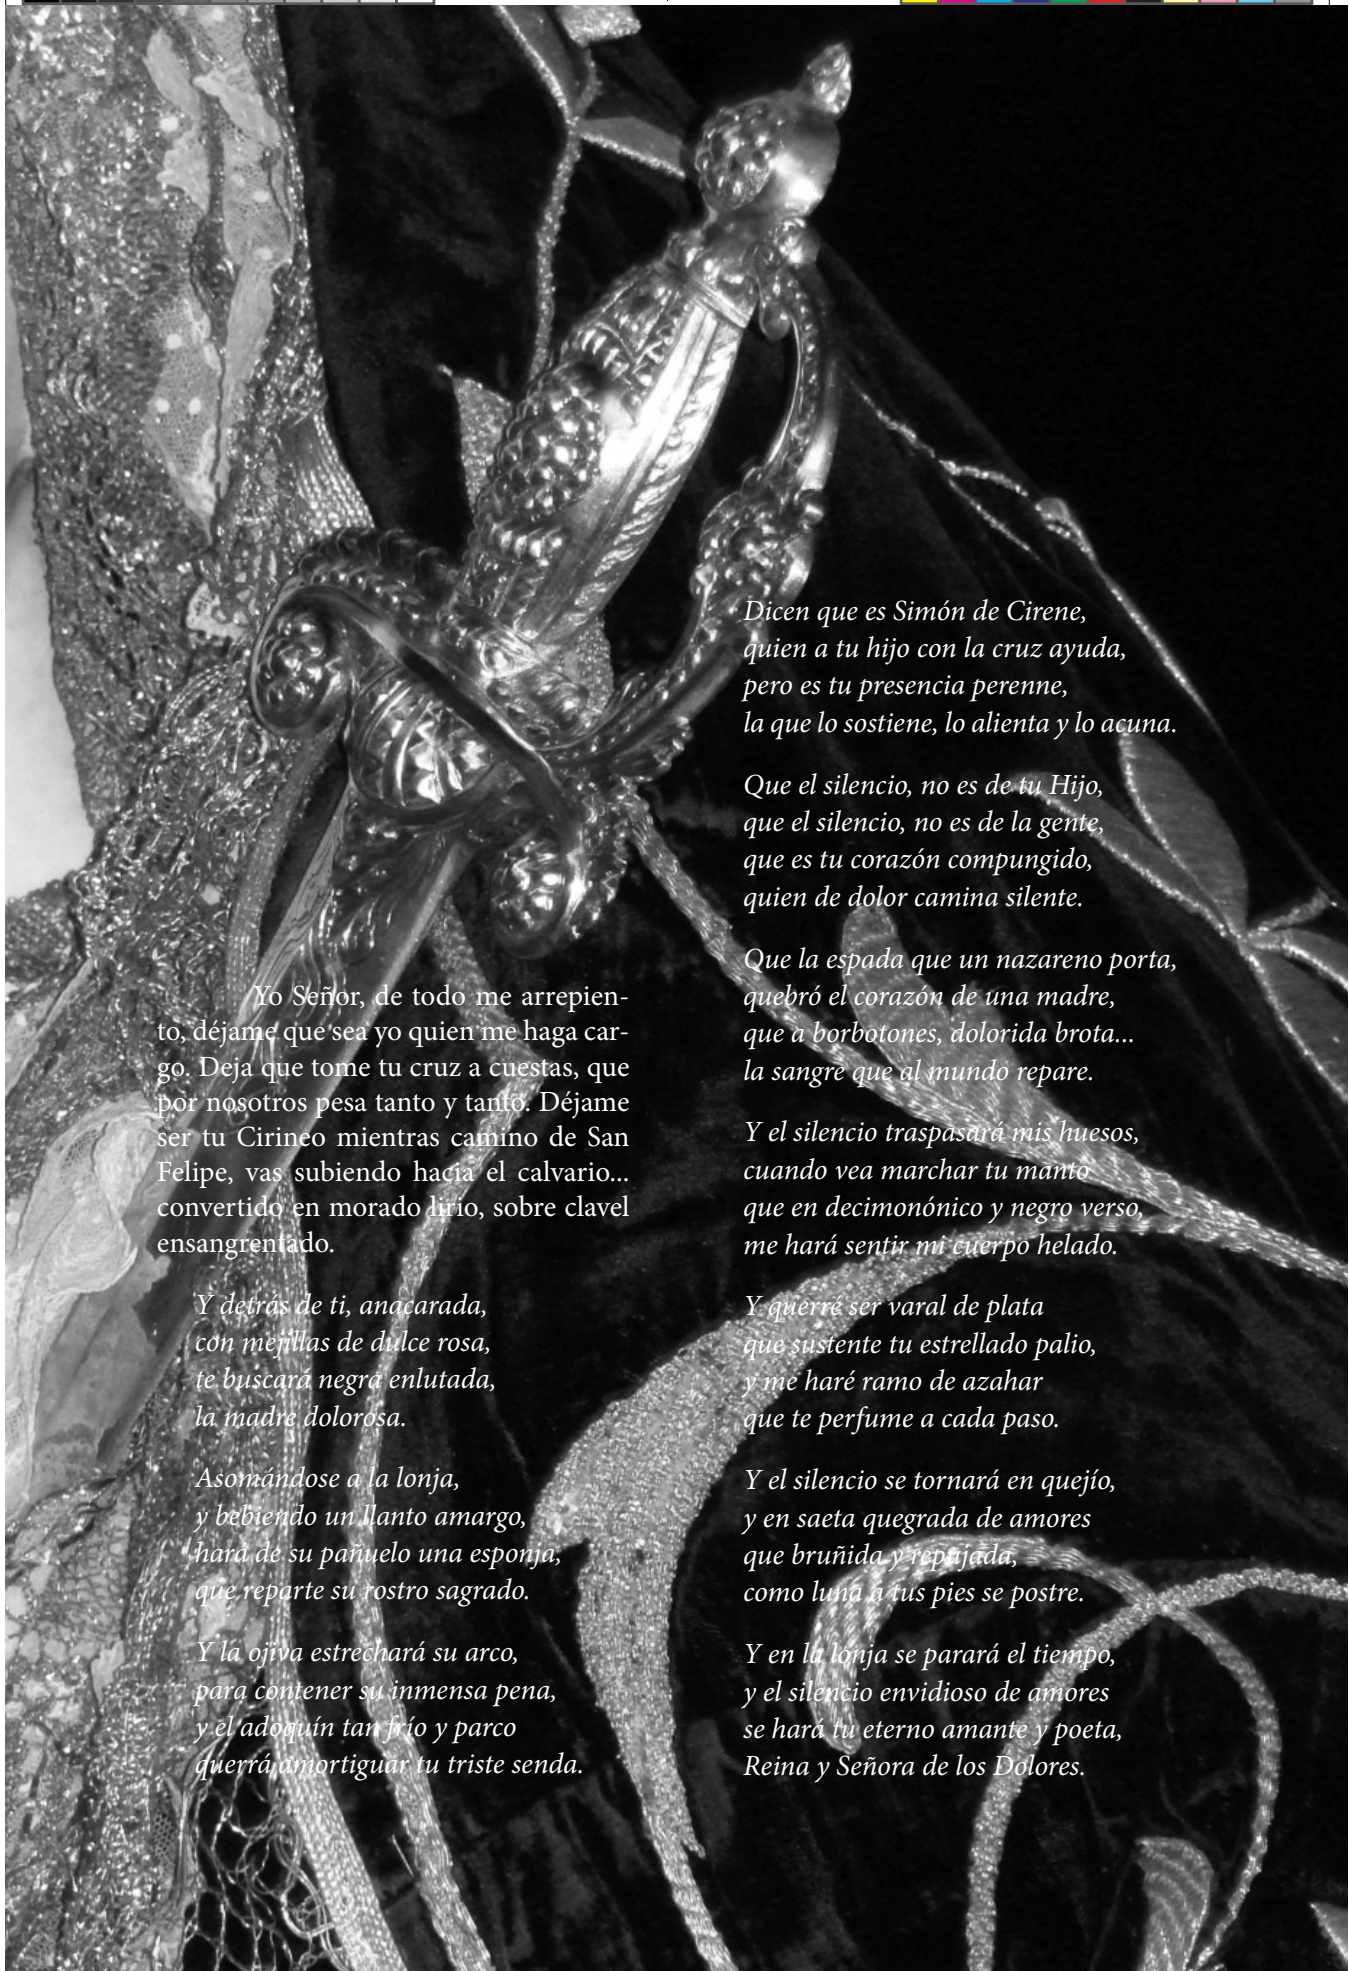 Yo Señor, de todo me arrepien-
to, déjame que sea yo quien me haga car-
go. Deja que tome tu cruz a cuestas, que
por nosotros pesa tanto y tanto. Déjame
ser tu Cirineo mientras camino de San
Felipe, vas subiendo hacia el calvario...
convertido en morado lirio, sobre clavel
ensangrentado.
Y detrás de ti, anacarada,
con mejillas de dulce rosa,
te buscará negra enlutada,
la madre dolorosa.
Asomándose a la lonja,
y bebiendo un llanto amargo,
hará de su pañuelo una esponja,
que reparte su rostro sagrado.
Y la ojiva estrechará su arco,
para contener su inmensa pena,
y el adoquín tan frío y parco
querrá amortiguar tu triste senda.
Dicen que es Simón de Cirene,
quien a tu hijo con la cruz ayuda,
pero es tu presencia perenne,
la que lo sostiene, lo alienta y lo acuna.
Que el silencio, no es de tu Hijo,
que el silencio, no es de la gente,
que es tu corazón compungido,
quien de dolor camina silente.
Que la espada que un nazareno porta,
quebró el corazón de una madre,
que a borbotones, dolorida brota...
la sangre que al mundo repare.
Y el silencio traspasará mis huesos,
cuando vea marchar tu manto
que en decimonónico y negro verso,
me hará sentir mi cuerpo helado.
Y querré ser varal de plata
que sustente tu estrellado palio,
y me haré ramo de azahar
que te perfume a cada paso.
Y el silencio se tornará en quejío,
y en saeta quegrada de amores
que bruñida y repujada,
como luna a tus pies se postre.
Y en la lonja se parará el tiempo,
y el silencio envidioso de amores
se hará tu eterno amante y poeta,
Reina y Señora de los Dolores.